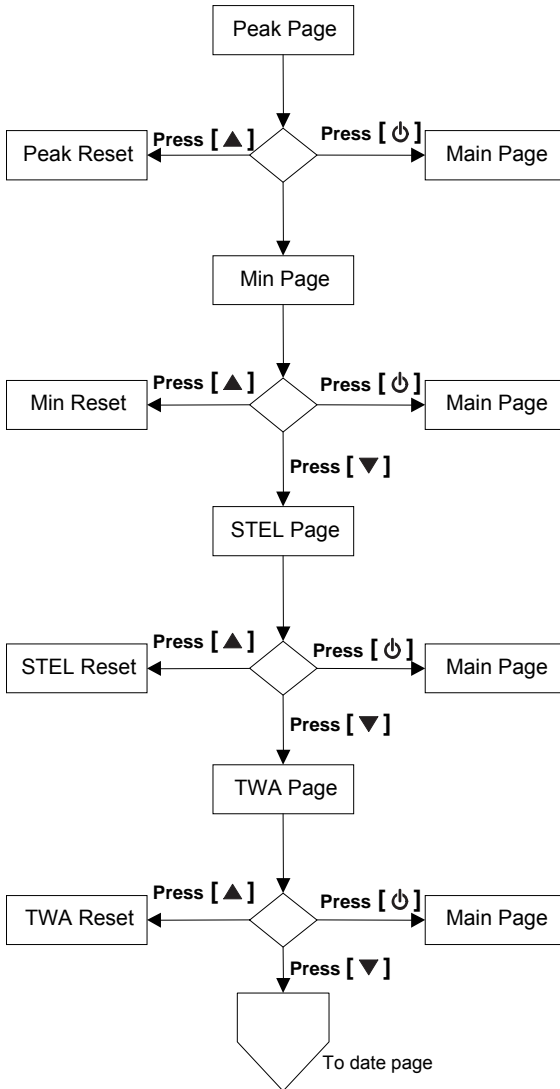 Peak Page
Press [▲] Press [⏻]
Peak Reset Main Page
Min Page
Press [▲] Press [⏻]
Min Reset Main Page
Press [▼]
STEL Page
Press [▲] Press [⏻]
STEL Reset Main Page
Press [▼]
TWA Page
Press [▲] Press [⏻]
TWA Reset Main Page
Press [▼]
To date page